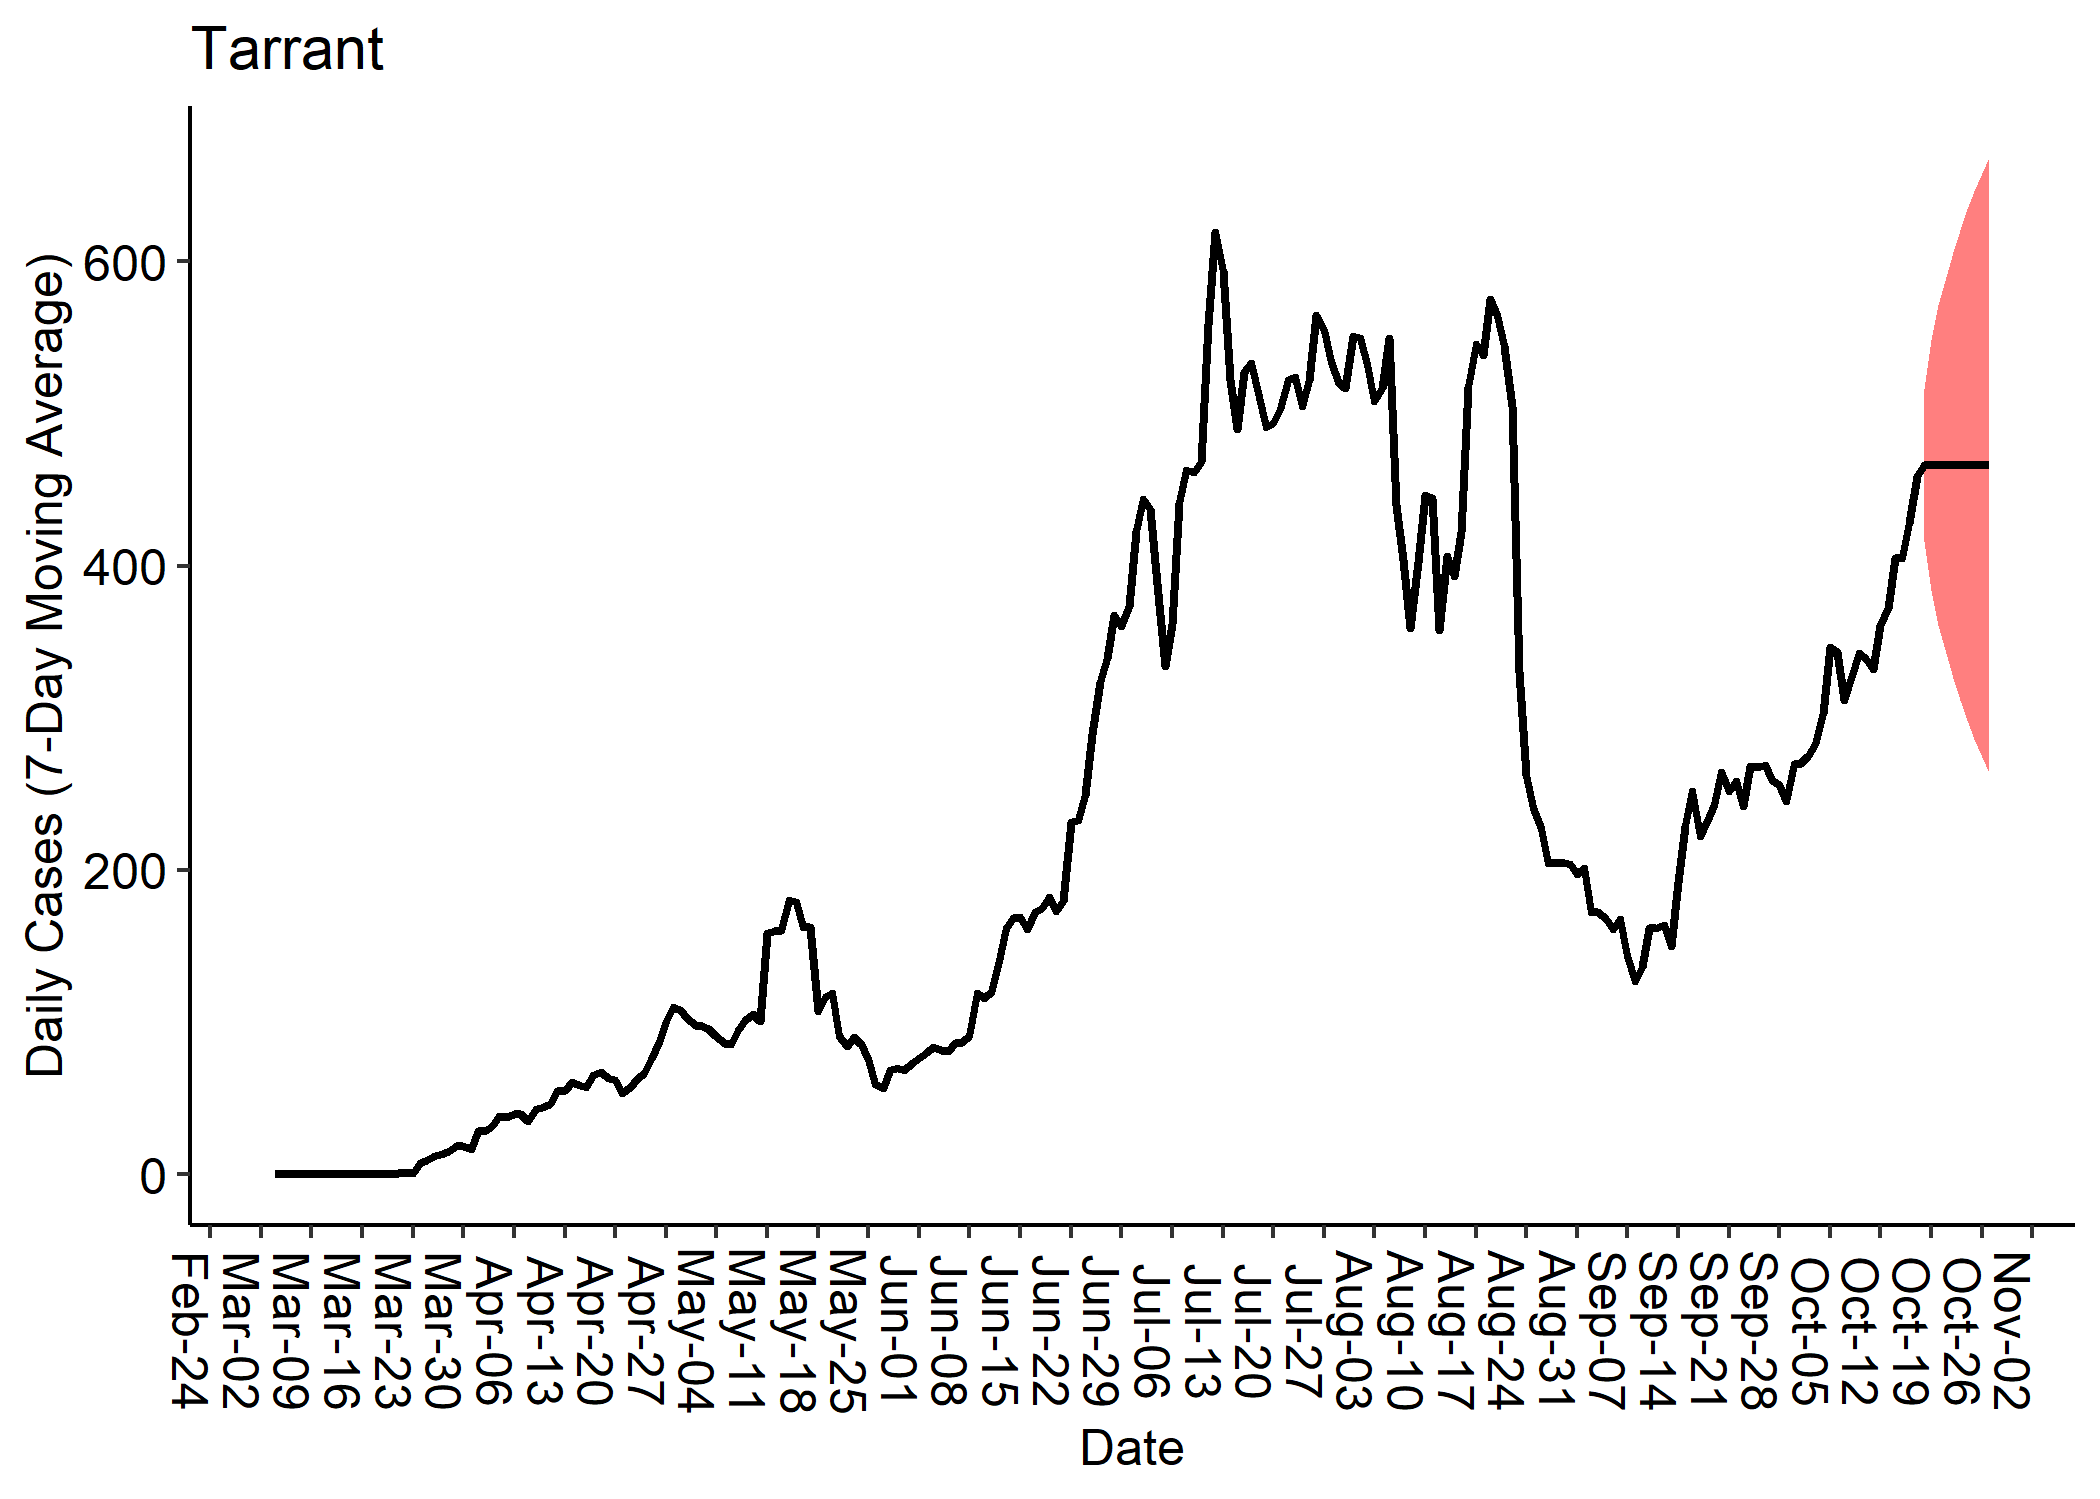 Tarrant
Daily Cases (7-Day Moving Average)
600
400
200
0
Feb-24
Mar-02
Mar-09
Mar-16
Mar-23
Mar-30
Apr-06
Apr-13
Apr-20
Apr-27
May-04
May-11
May-18
May-25
Jun-01
Jun-08
Jun-15
Jun-22
Jun-29
Jul-06
Jul-13
Jul-20
Jul-27
Aug-03
Aug-10
Aug-17
Aug-24
Aug-31
Sep-07
Sep-14
Sep-21
Sep-28
Oct-05
Oct-12
Oct-19
Oct-26
Nov-02
Date